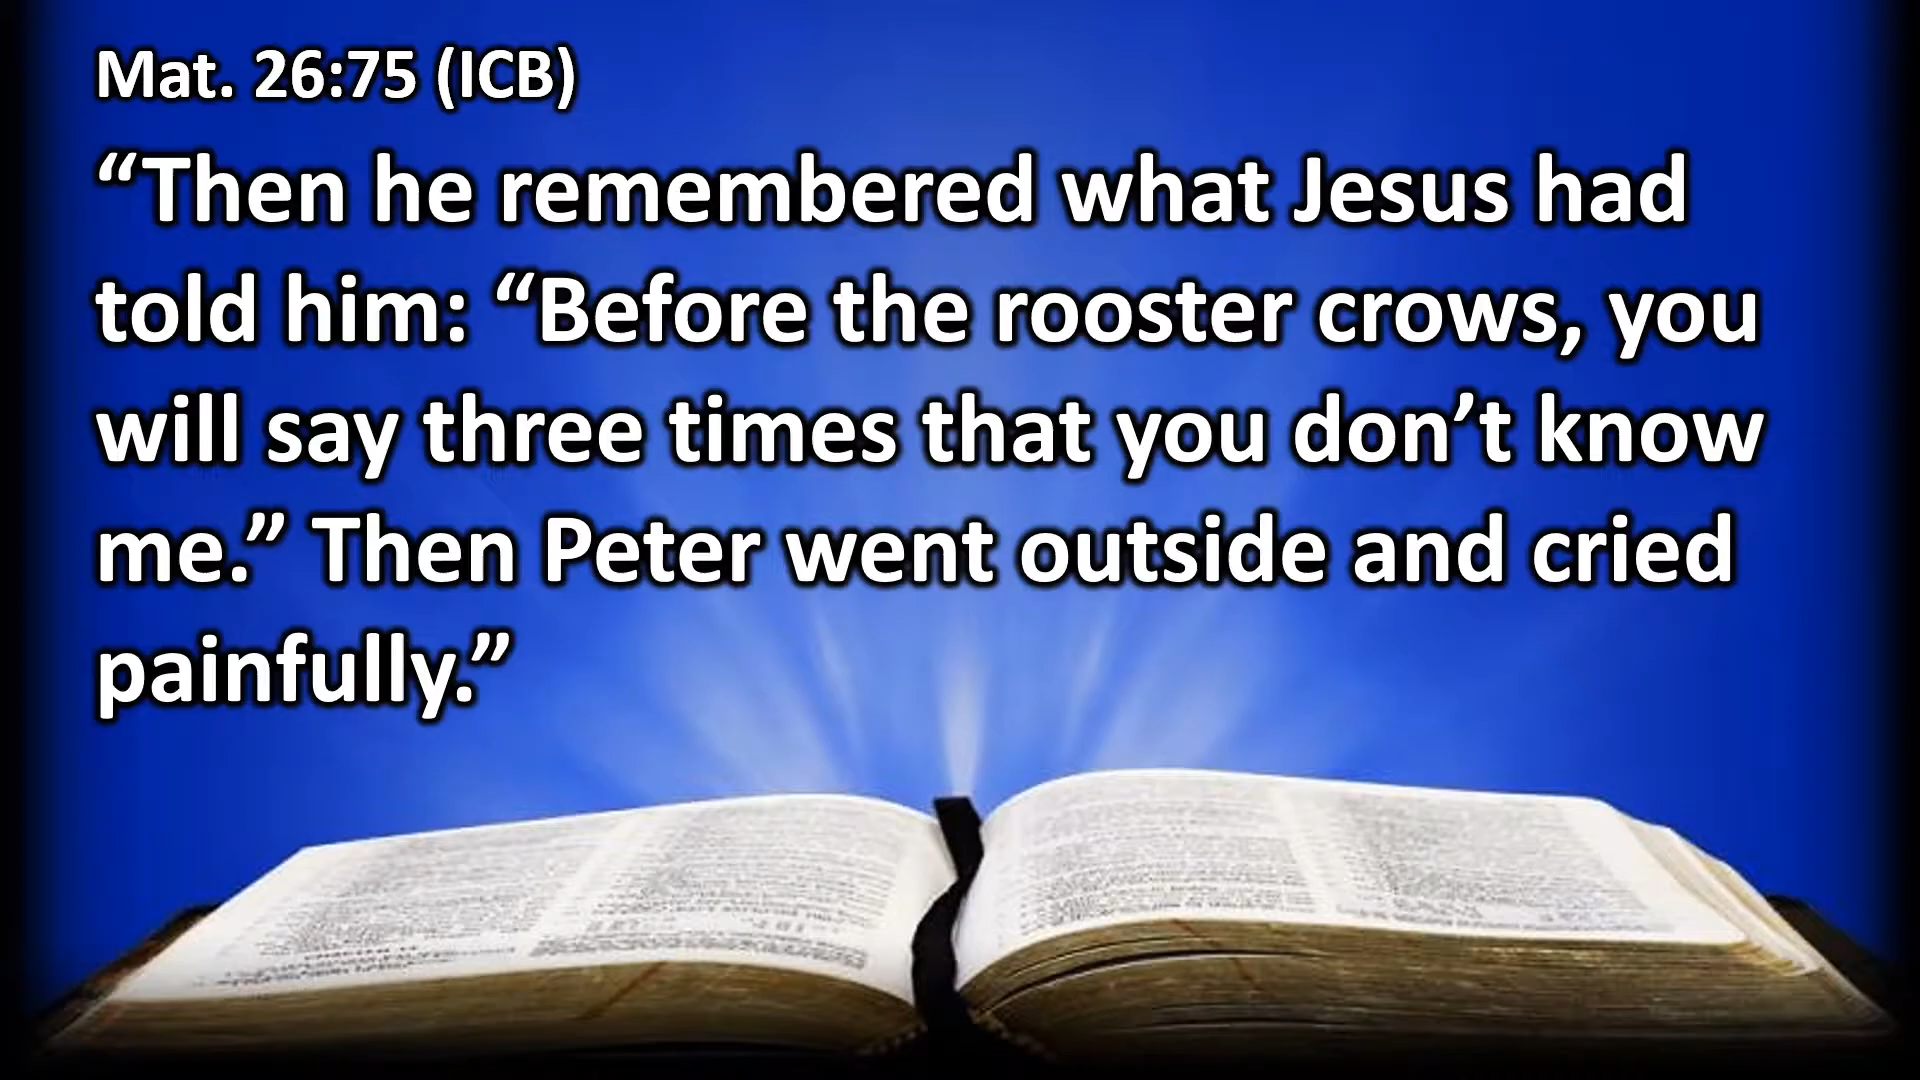 Mat. 26:75 (ICB)
“Then he remembered what Jesus had
told him: “Before the rooster crows, you
will say three times that you don’t know
me.” Then Peter went outside and cried
painfully.”